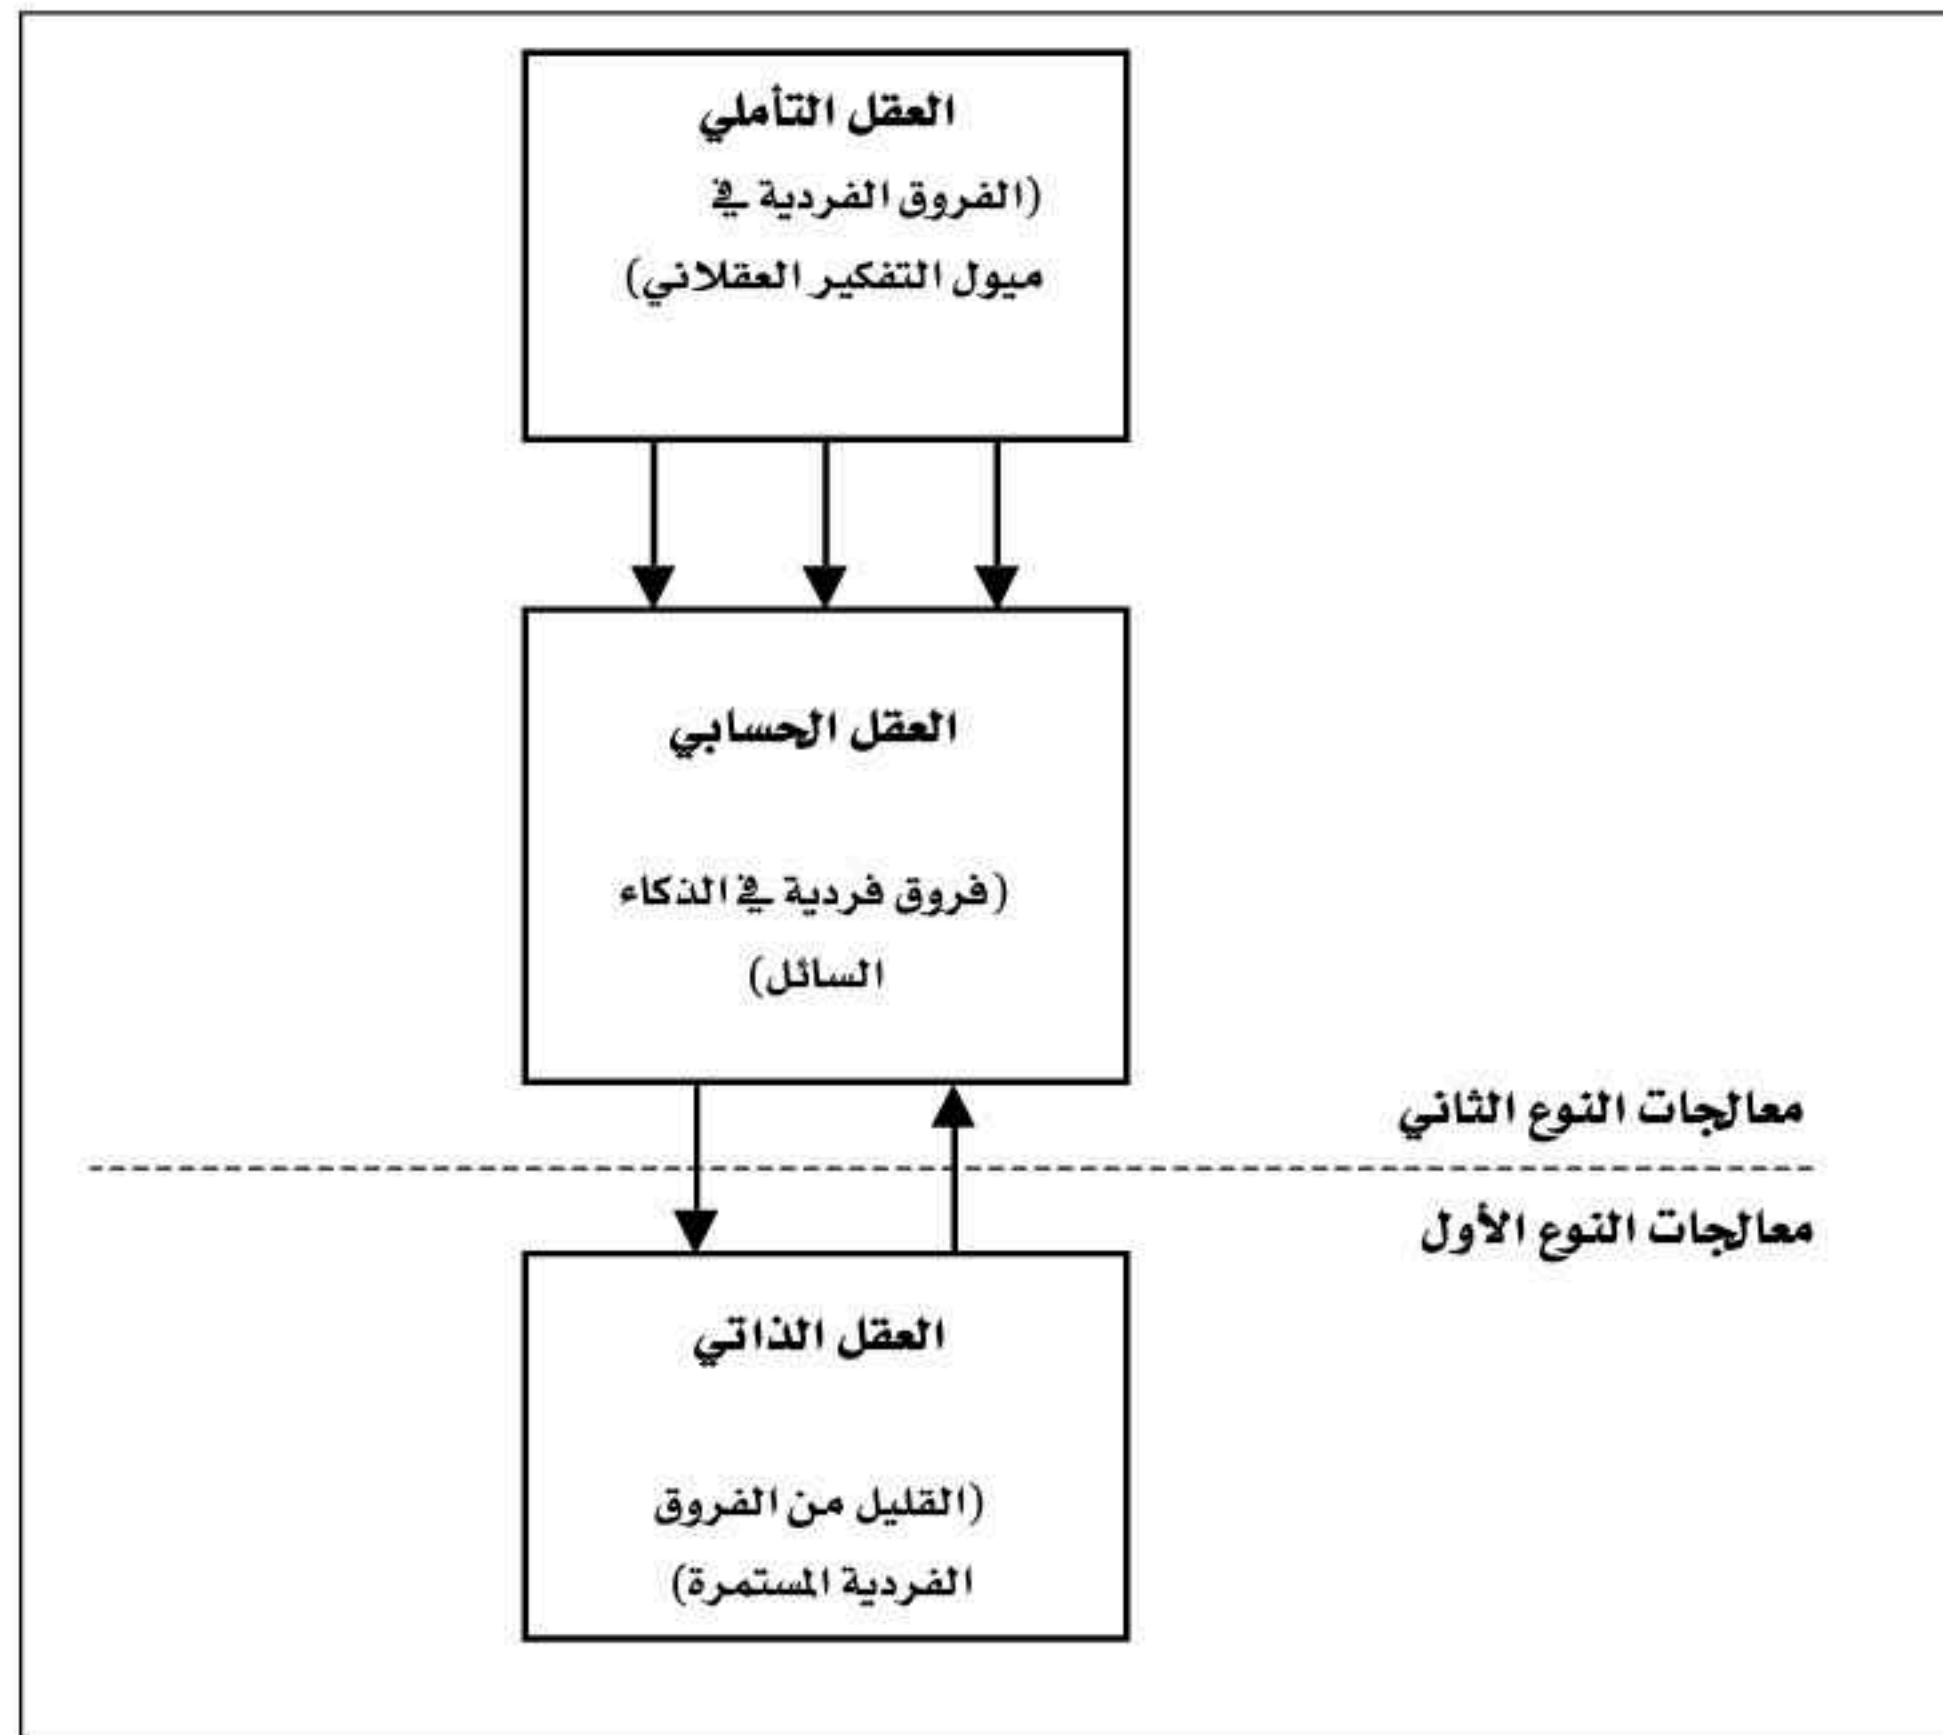 العقل التأملي
(الفروق الفردية في
ميول التفكير العقلاني)
العقل الحسابي
(فروق فردية في الذكاء
السائل)
معالجات النوع الثاني
معالجات النوع الأول
العقل الذاتي
(القليل من الفروق
الفردية المستمرة)